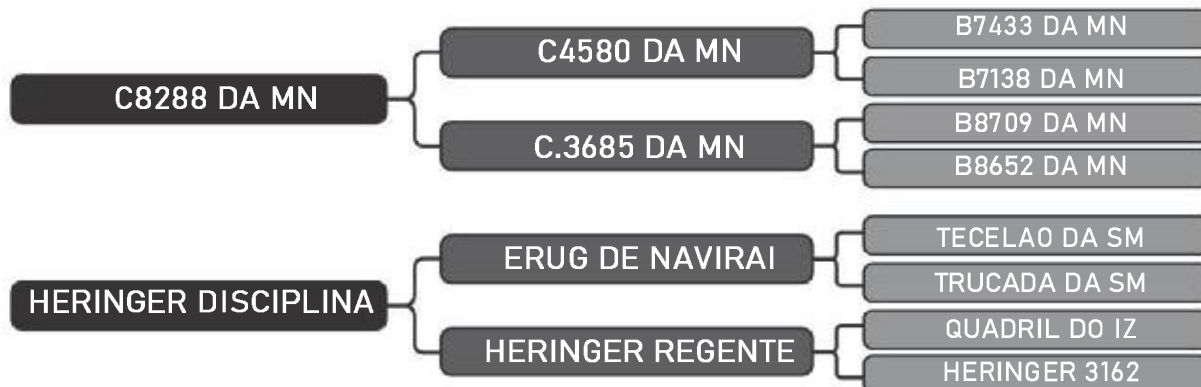 C8288 DA MN
C4580 DA MN
B7433 DA MN
B7138 DA MN
C.3685 DA MN
B8709 DA MN
B8652 DA MN
HERINGER DISCIPLINA
ERUG DE NAVIRAI
TECELAO DA SM
TRUCADA DA SM
HERINGER REGENTE
QUADRIL DO IZ
HERINGER 3162